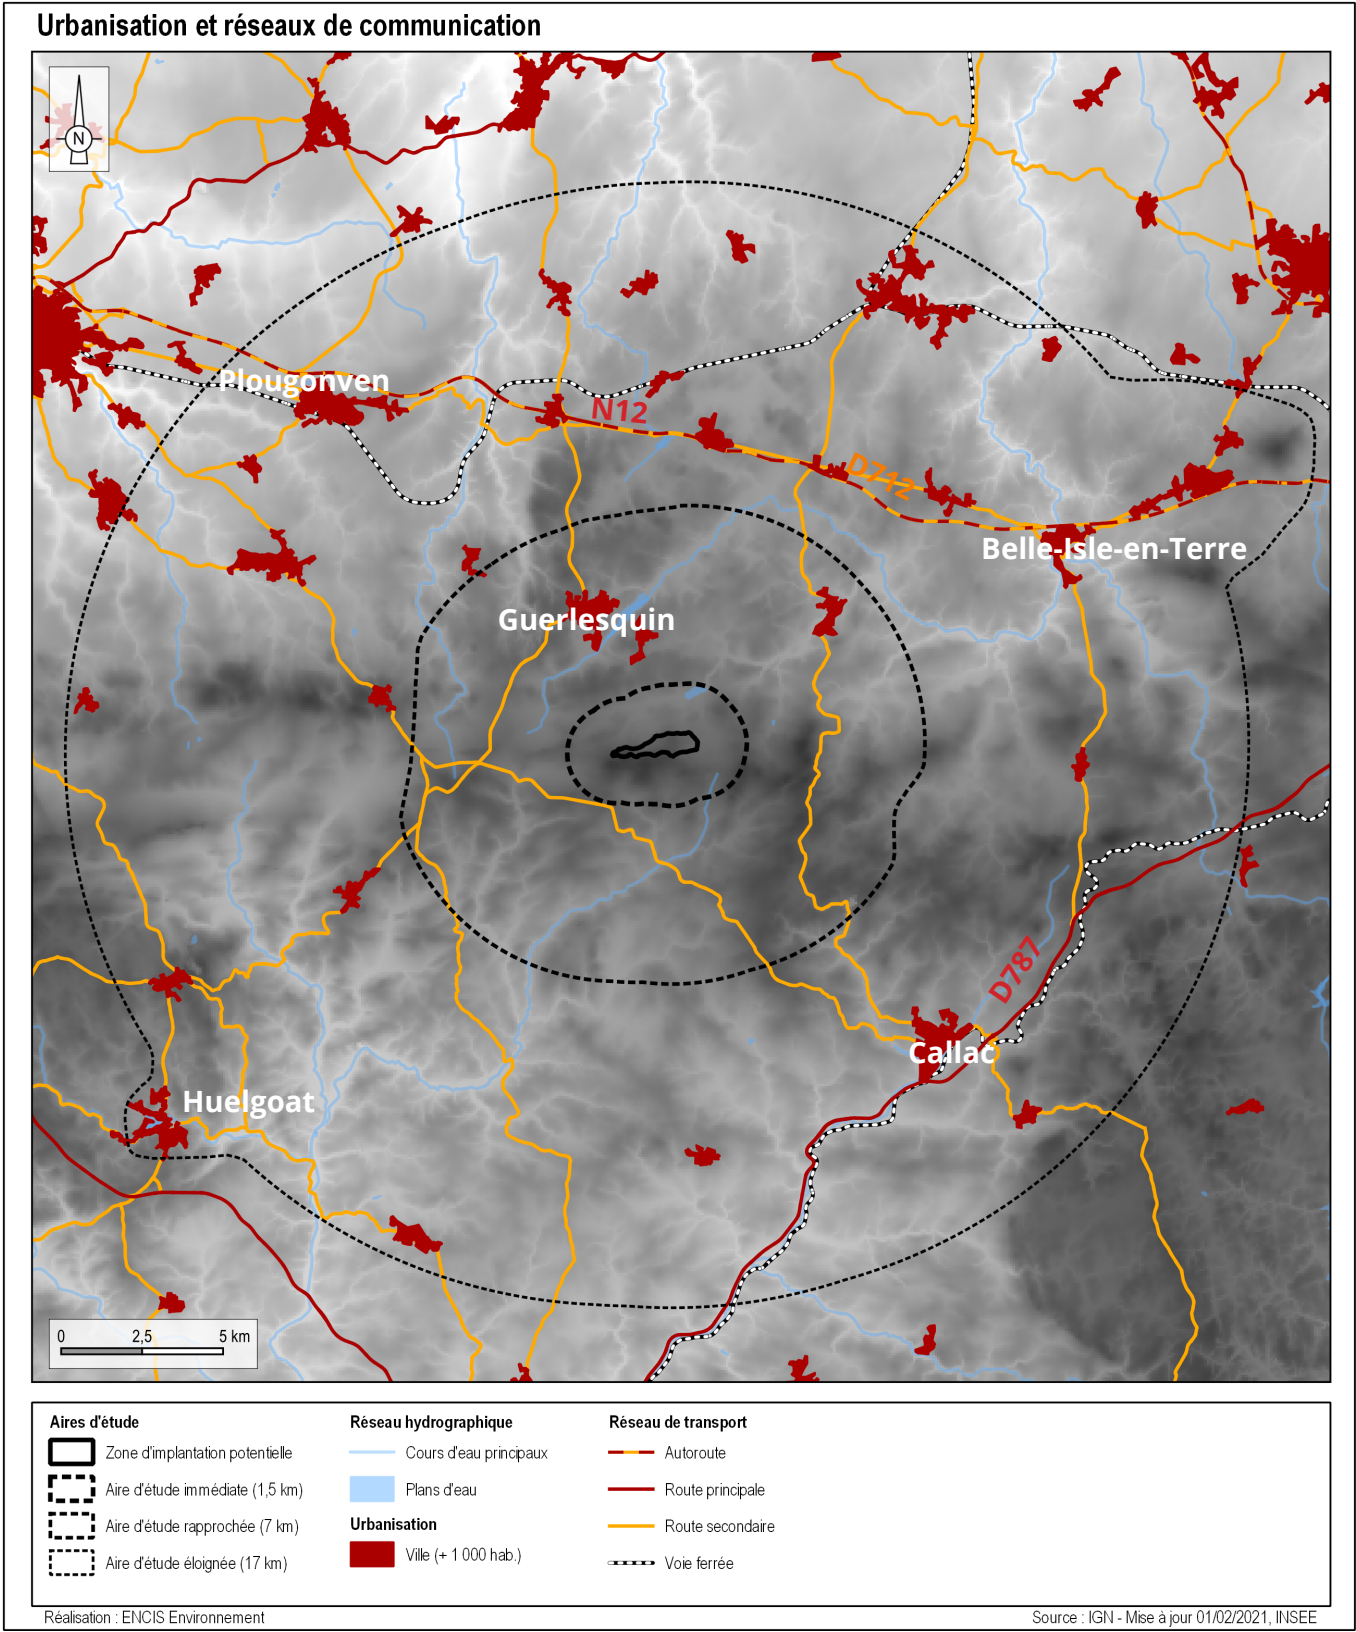 Urbanisation et réseaux de communication
N
Plougonven
N12
D712
Belle-Isle-en-Terre
Guerlesquin
D787
Callac
Huelgoat
0 2,5 5 km
Aires d'étude
Zone d'implantation potentielle
Aire d'étude immédiate (1,5 km)
Aire d'étude rapprochée (7 km)
Aire d'étude éloignée (17 km)
Réseau hydrographique
Cours d'eau principaux
Plans d'eau
Urbanisation
Ville (+ 1 000 hab.)
Réseau de transport
Autoroute
Route principale
Route secondaire
Voie ferrée
Réalisation : ENCIS Environnement
Source : IGN - Mise à jour 01/02/2021, INSEE